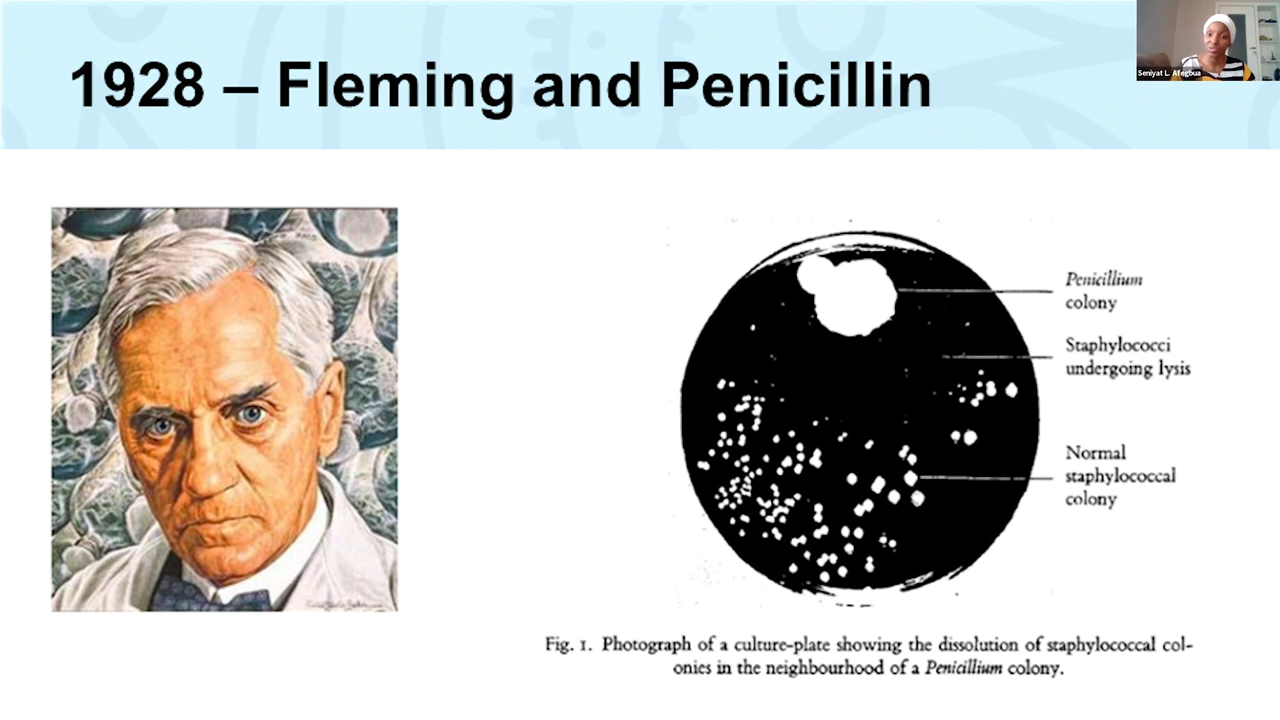 1928 – Fleming and Penicillin
Seniyat L. Afegbua
Penicillium
colony
Staphylococci
undergoing lysis
Normal
staphylococcal
colony
Fig. 1. Photograph of a culture-plate showing the dissolution of staphylococcal col-
onies in the neighbourhood of a Penicillium colony.